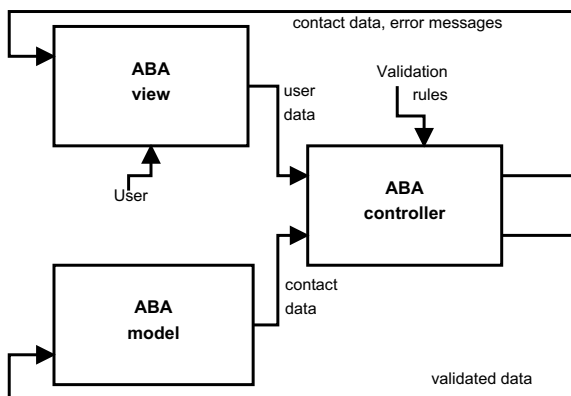 contact data, error messages
ABA
view
user
data
Validation
rules
User
ABA
controller
ABA
model
contact
data
validated data